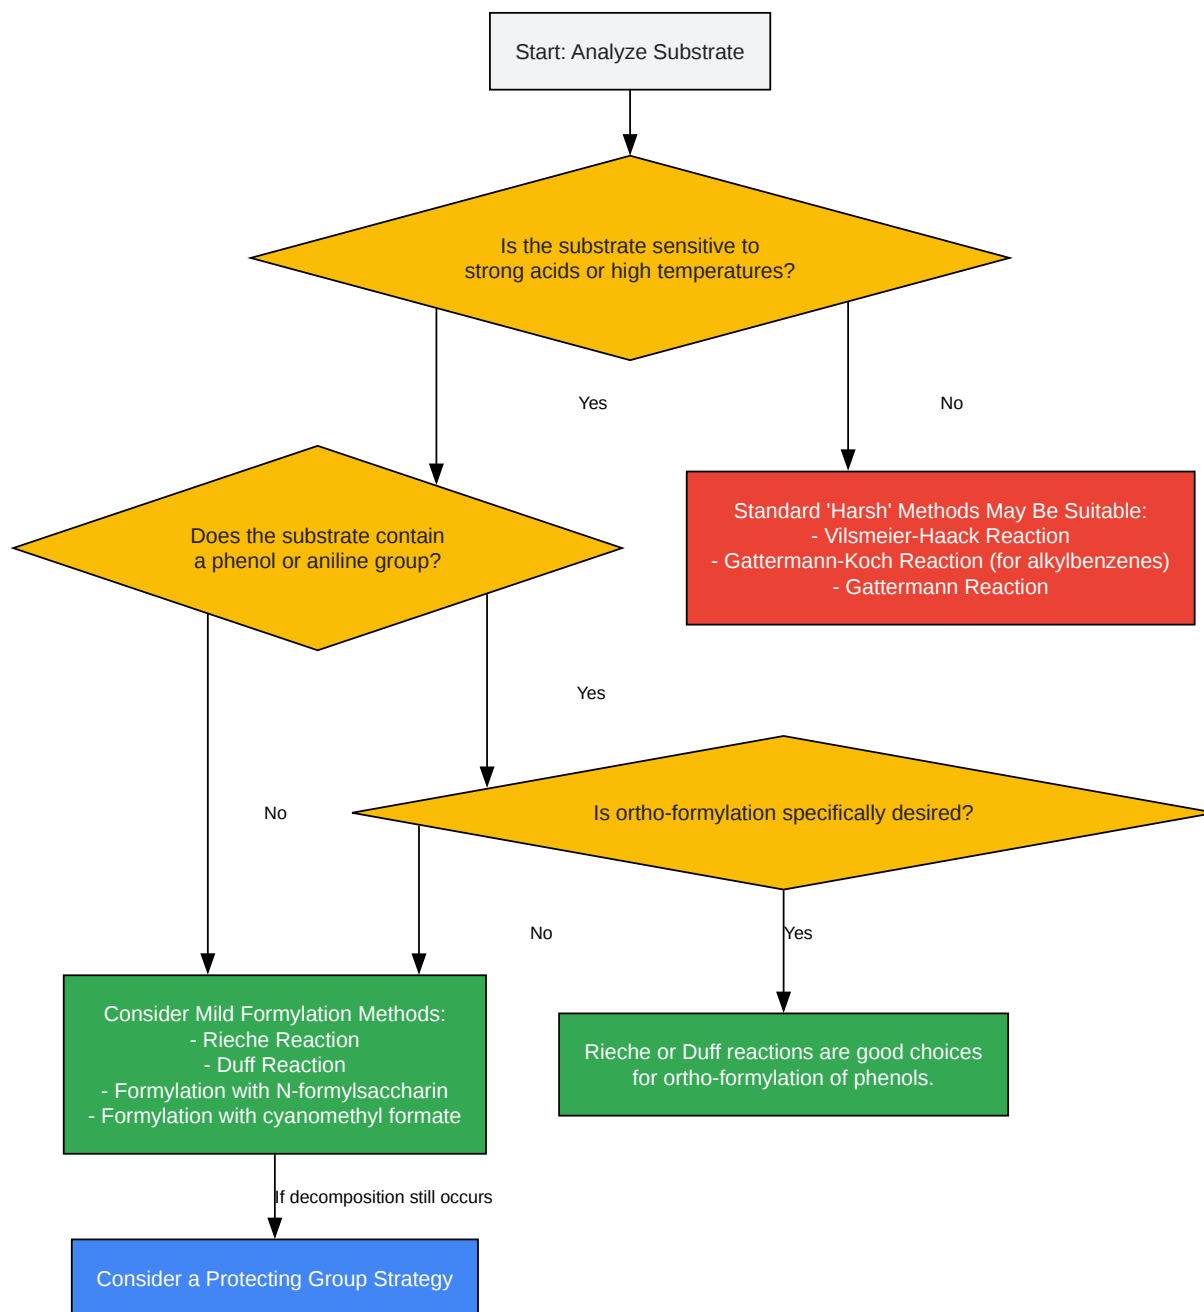 Start: Analyze Substrate
Is the substrate sensitive to
strong acids or high temperatures?
Yes
No
Standard 'Harsh' Methods May Be Suitable:
- Vilsmeier-Haack Reaction
- Gattermann-Koch Reaction (for alkylbenzenes)
- Gattermann Reaction
Does the substrate contain
a phenol or aniline group?
Yes
No
Is ortho-formylation specifically desired?
No
Yes
Consider Mild Formylation Methods:
- Rieche Reaction
- Duff Reaction
- Formylation with N-formylsaccharin
- Formylation with cyanomethyl formate
Rieche or Duff reactions are good choices
for ortho-formylation of phenols.
If decomposition still occurs
Consider a Protecting Group Strategy